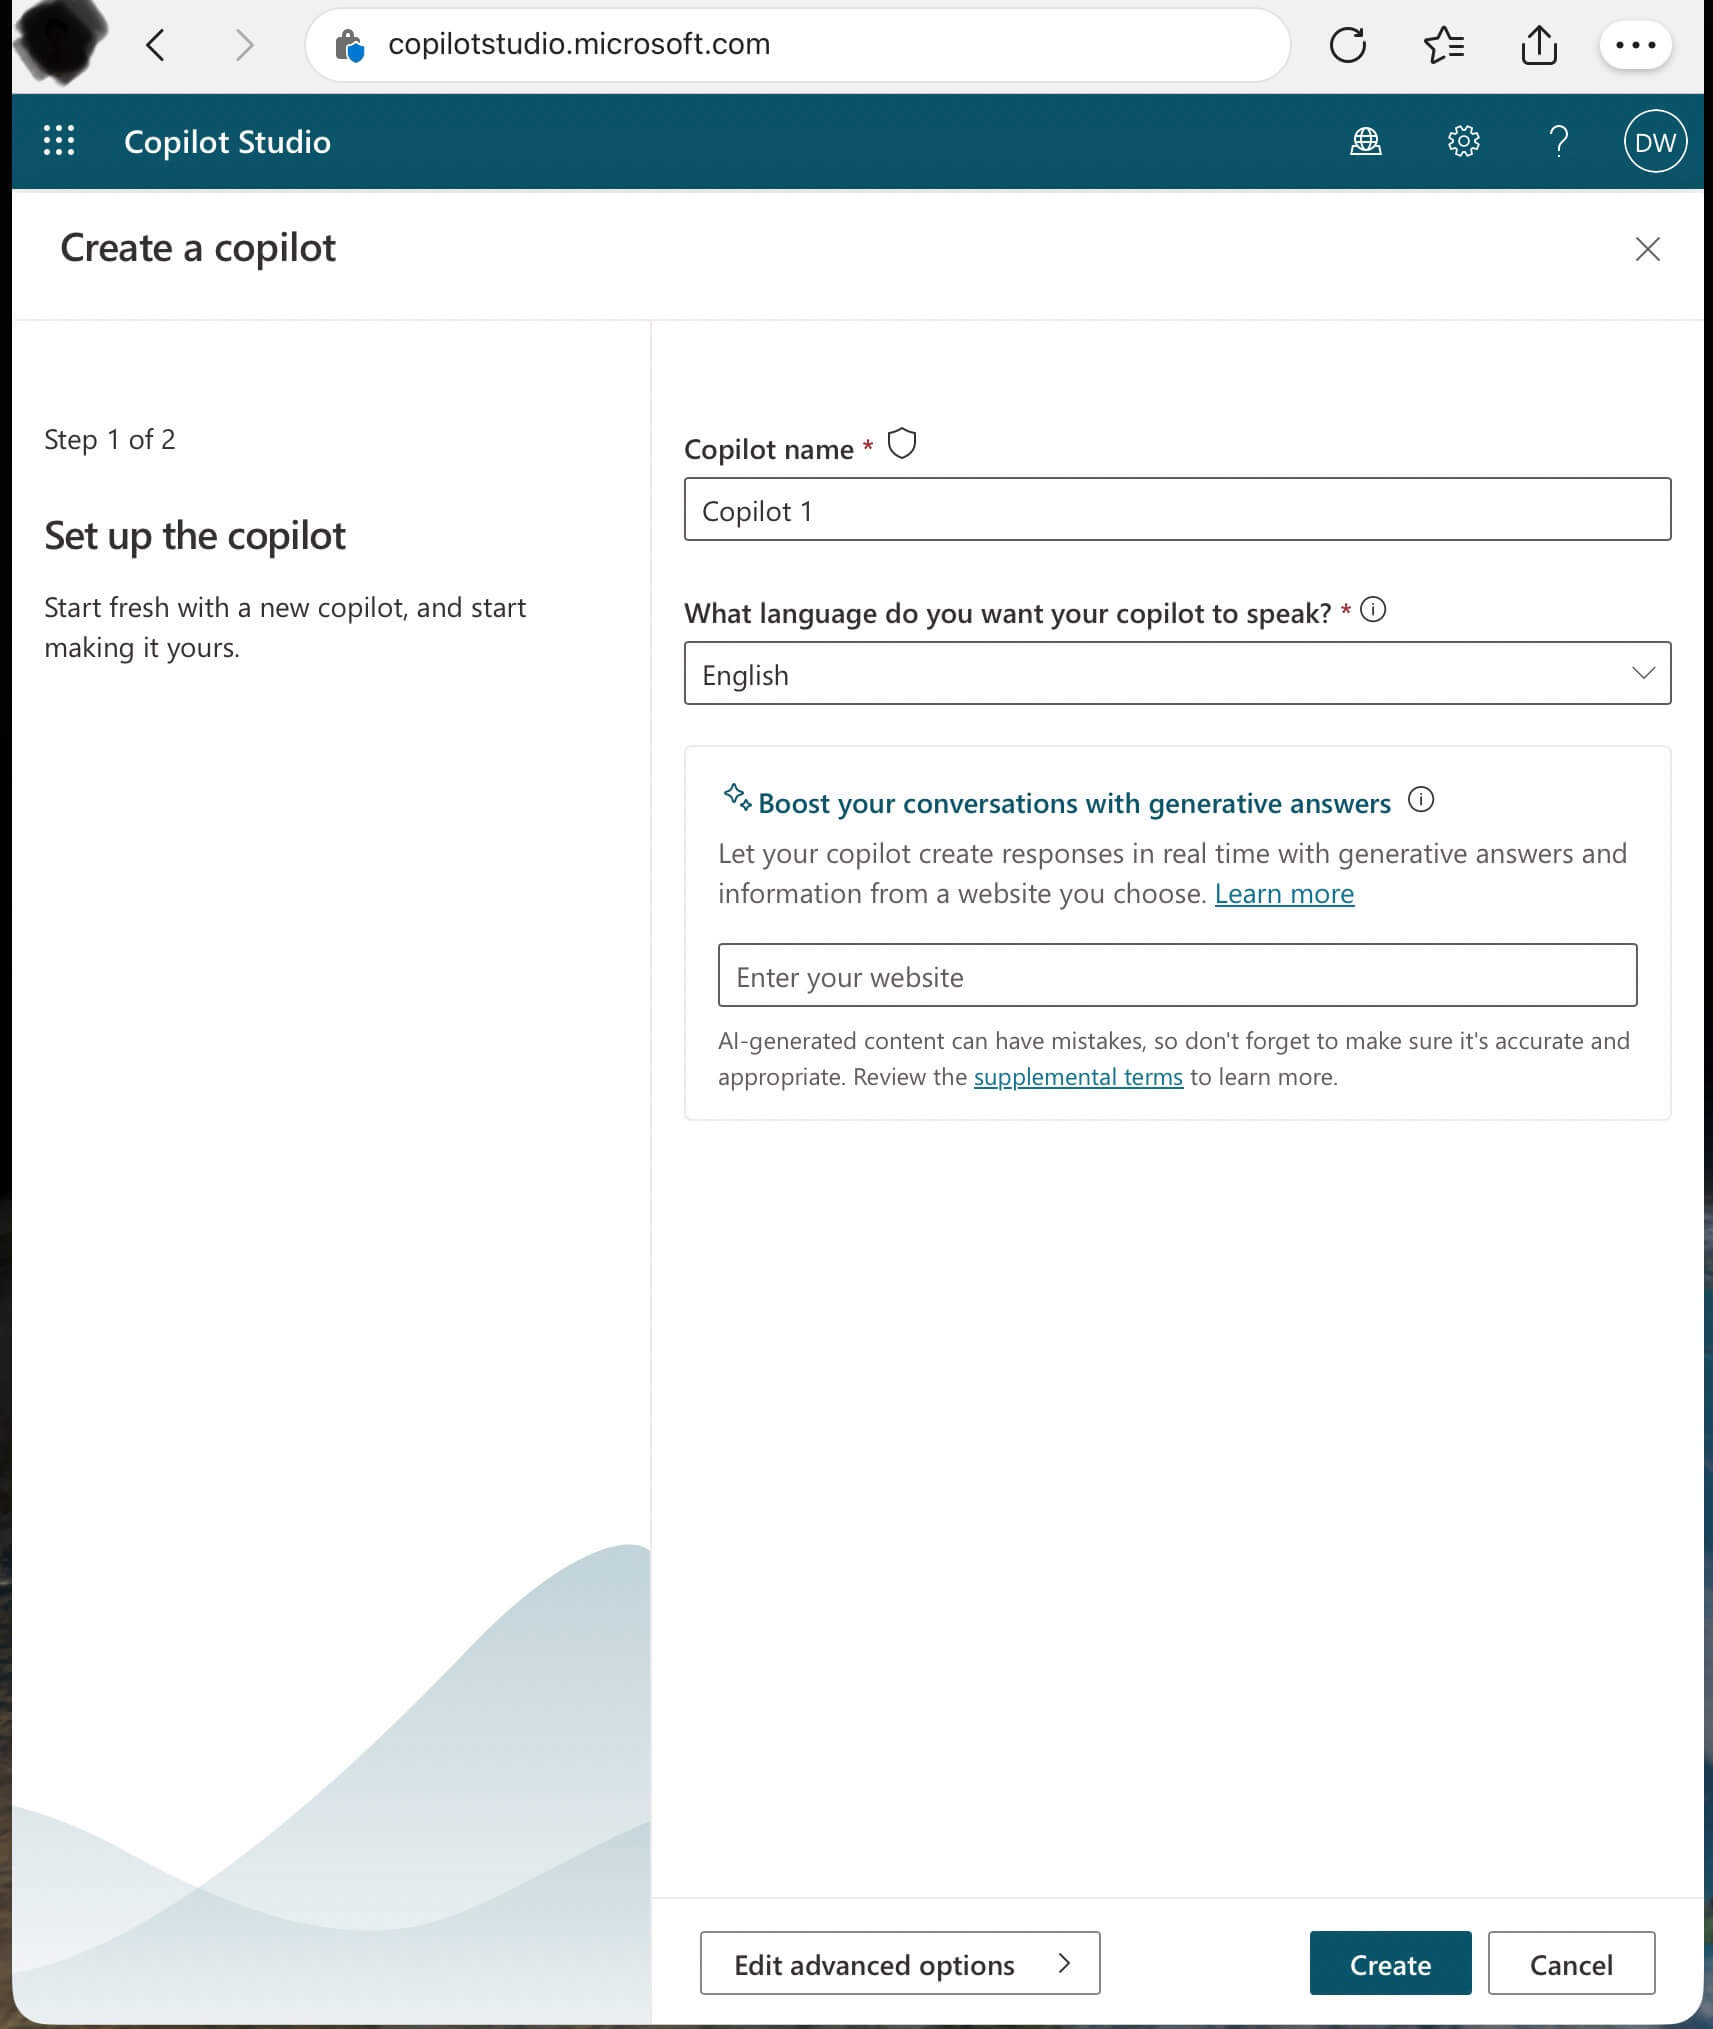 copilotstudio.microsoft.com
Copilot Studio
DW
Create a copilot
Step 1 of 2
Set up the copilot
Start fresh with a new copilot, and start
making it yours.
Copilot name *
Copilot 1
What language do you want your copilot to speak? *
English
Boost your conversations with generative answers
Let your copilot create responses in real time with generative answers and
information from a website you choose. Learn more
Enter your website
AI-generated content can have mistakes, so don't forget to make sure it's accurate and
appropriate. Review the supplemental terms to learn more.
Edit advanced options
Create
Cancel